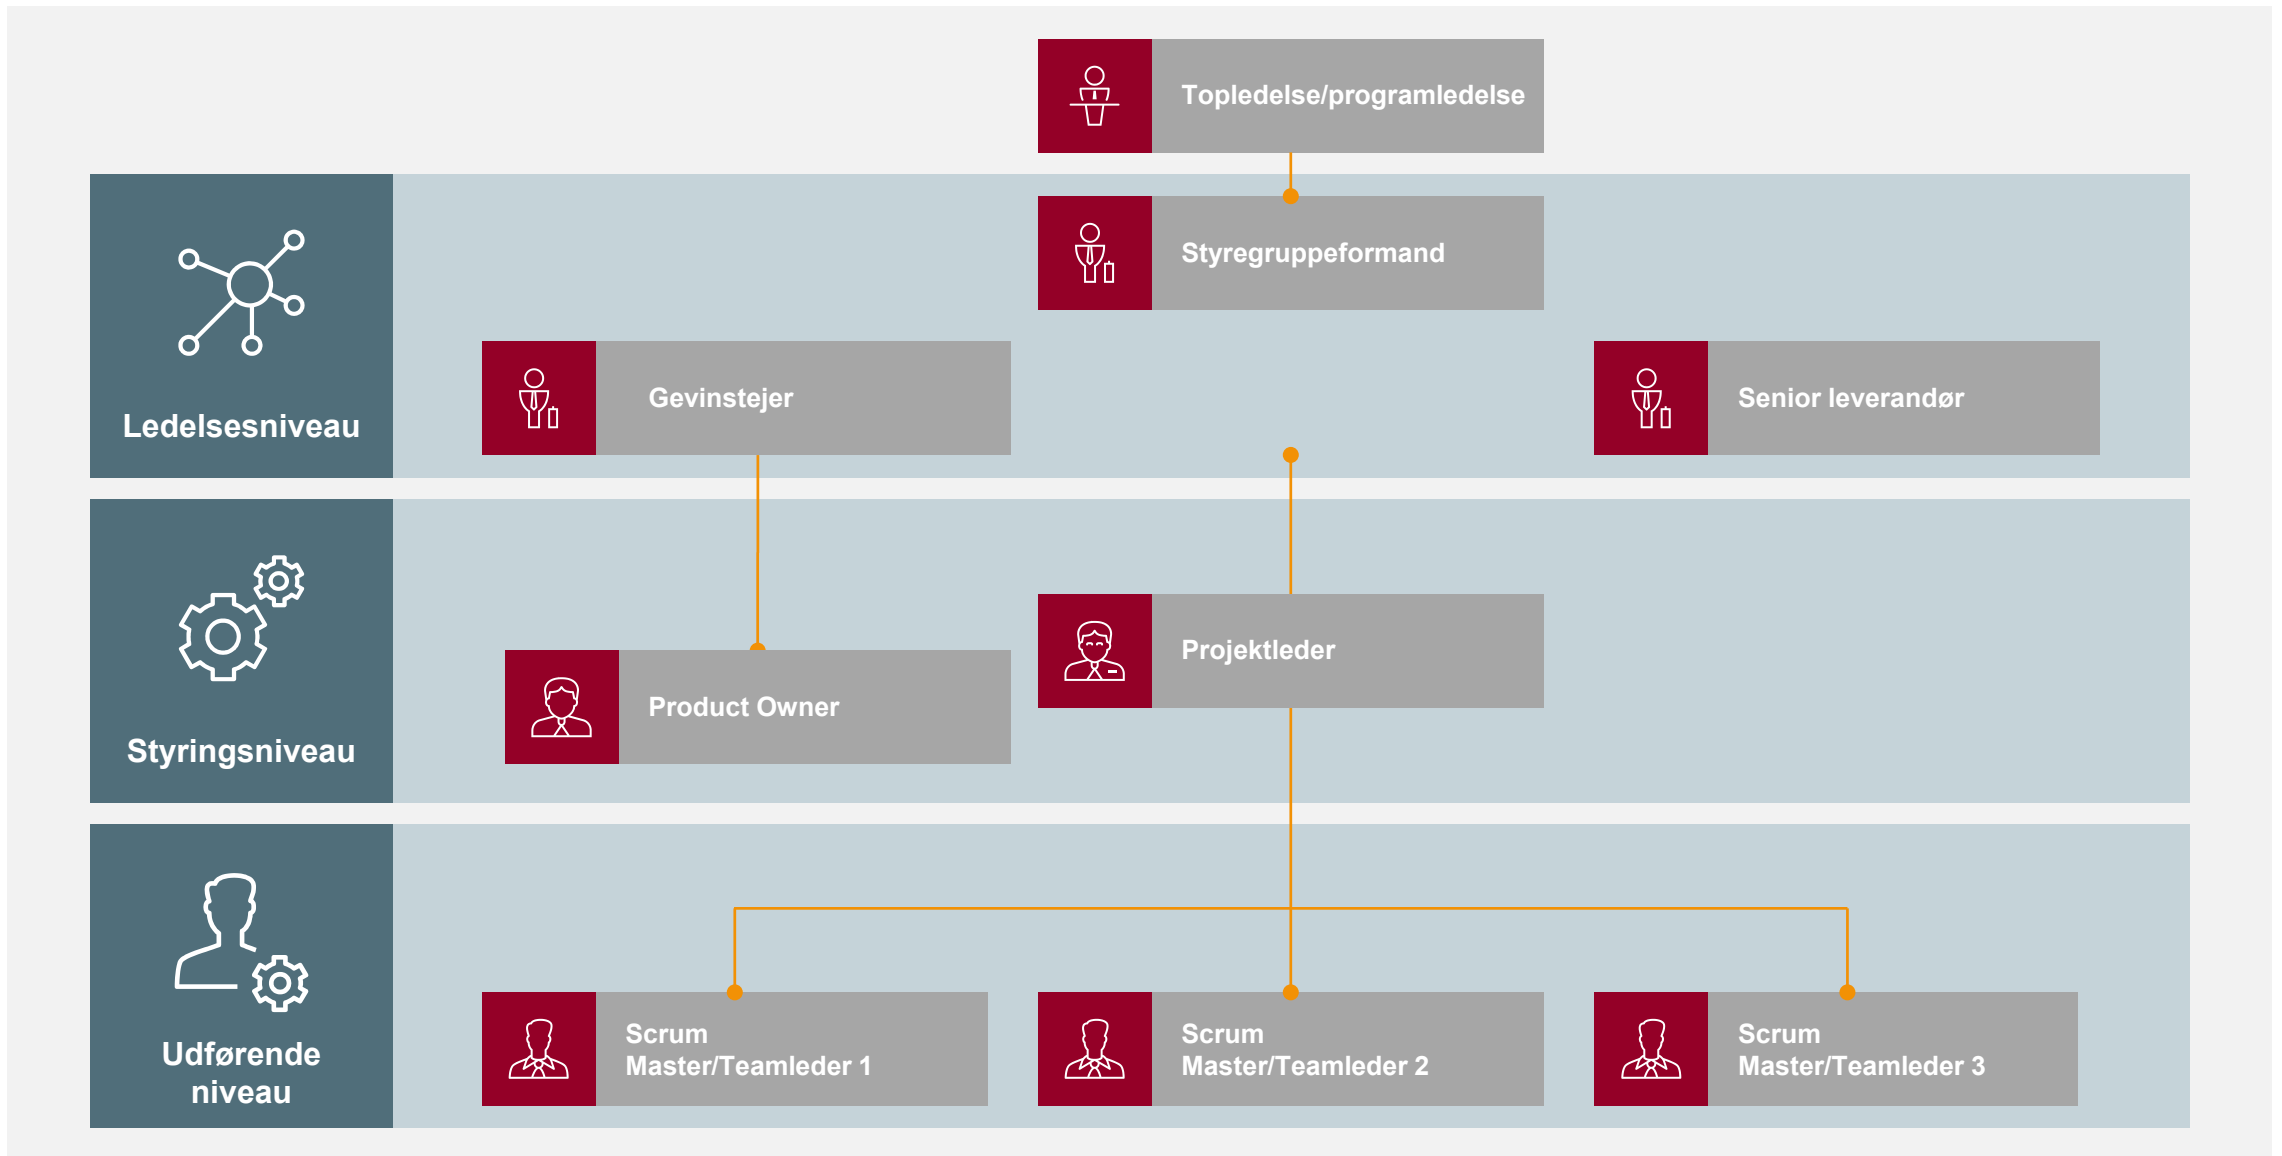 Topledelse/programledelse
Styregruppeformand
Gevinstejer
Senior leverandør
Ledelsesniveau
Projektleder
Product Owner
Styringsniveau
Scrum
Master/Teamleder 1
Scrum
Master/Teamleder 2
Scrum
Master/Teamleder 3
Udførende
niveau